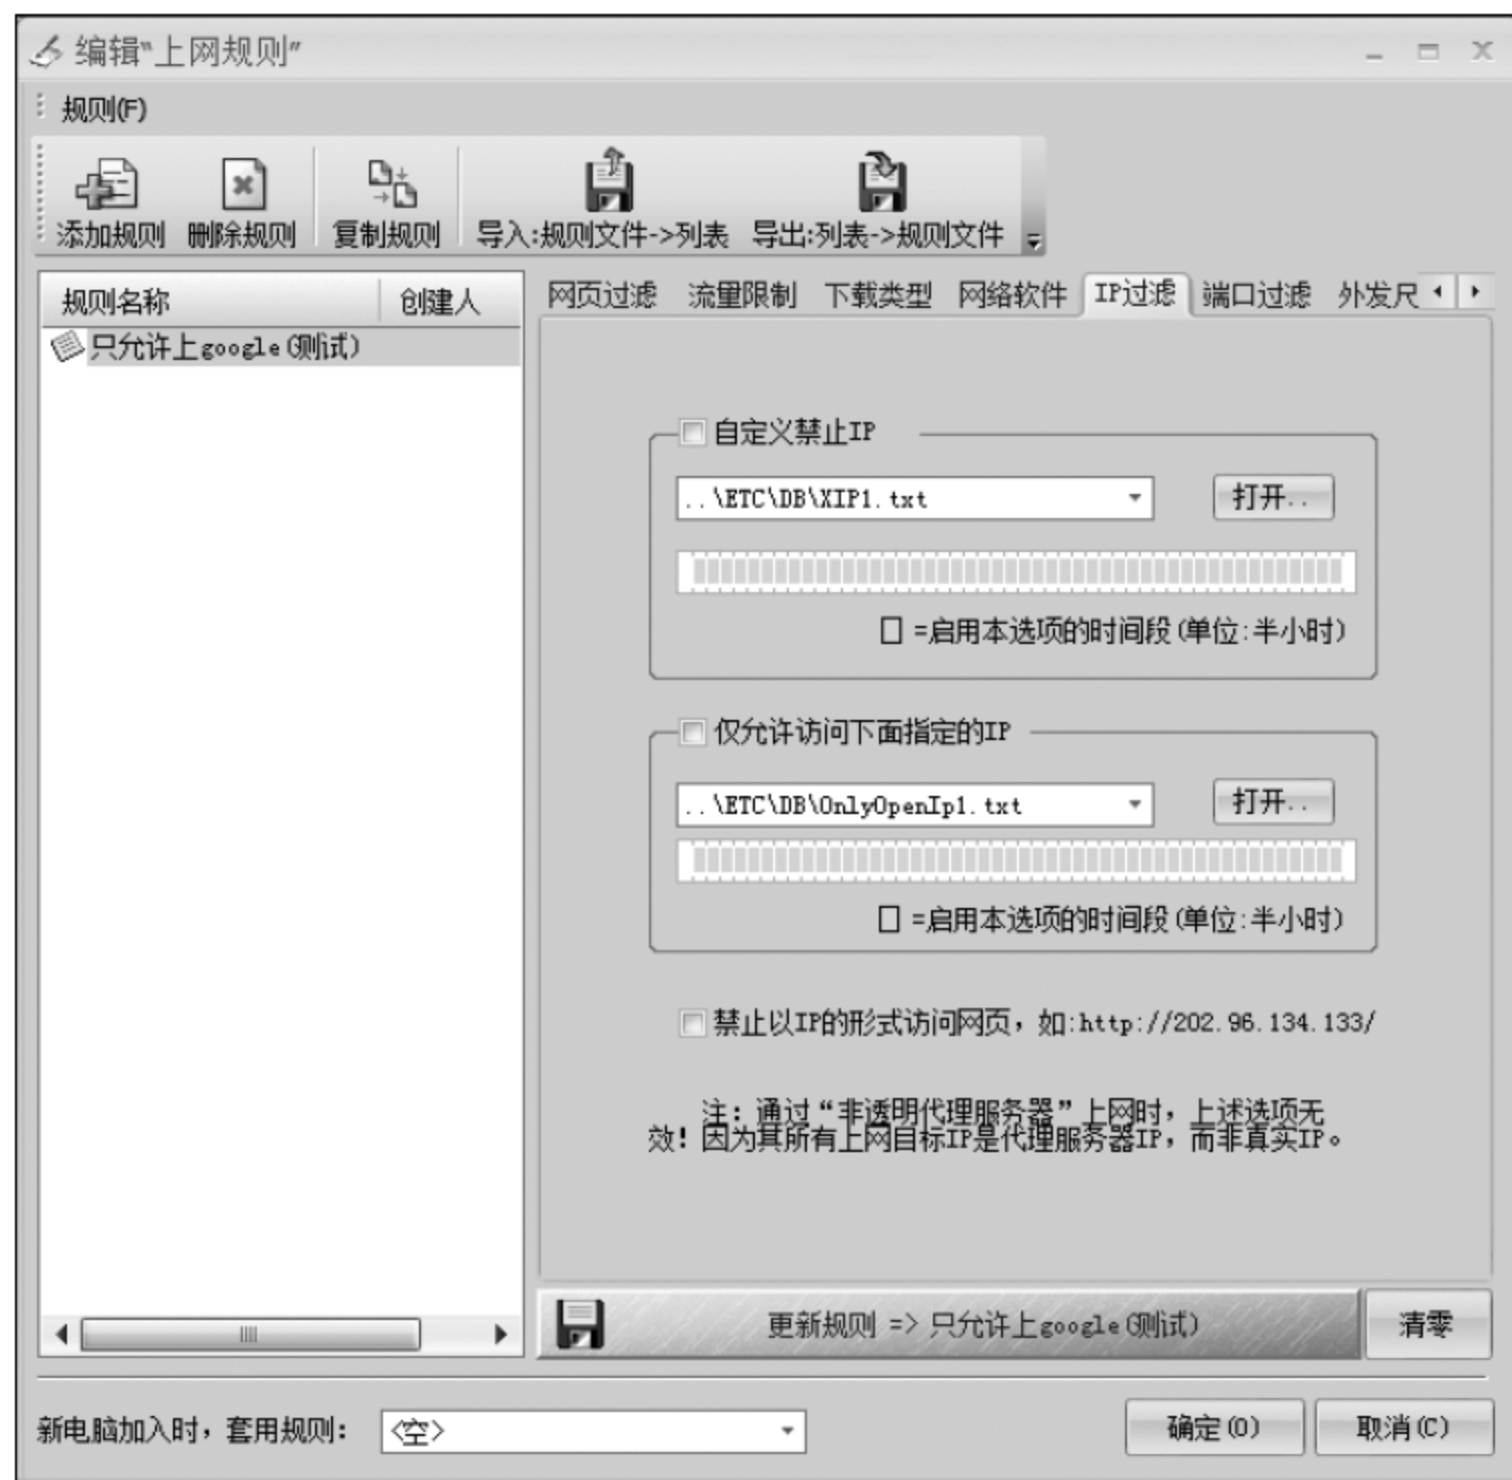 编辑“上网规则”
规则(F)
添加规则 删除规则 复制规则 导入:规则文件->列表 导出:列表->规则文件
规则名称 创建人
只允许上google(测试)
网页过滤 流量限制 下载类型 网络软件 IP过滤 端口过滤 外发尺
自定义禁止IP
..\ETC\DB\XIP1.txt 打开..
=启用本选项的时间段(单位:半小时)
仅允许访问下面指定的IP
..\ETC\DB\OnlyOpenIp1.txt 打开..
=启用本选项的时间段(单位:半小时)
禁止以IP的形式访问网页，如:http://202.96.134.133/
注：通过“非透明代理服务器”上网时，上述选项无
效！因为其所有上网目标IP是代理服务器IP，而非真实IP。
更新规则 => 只允许上google(测试) 清零
新电脑加入时，套用规则： <空> 确定(O) 取消(C)